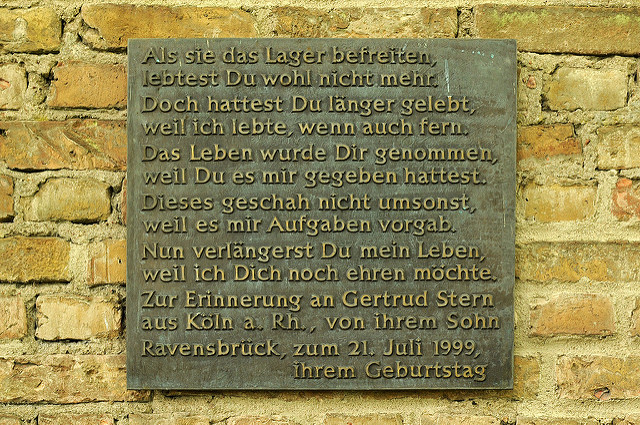 Als sie das Lager befreiten,
lebtest Du wohl nicht mehr.
Doch hattest Du länger gelebt,
weil ich lebte, wenn auch fern.
Das Leben wurde Dir genommen,
weil Du es mir gegeben hattest.
Dieses geschah nicht umsonst,
weil es mir Aufgaben vorgab.
Nun verlängerst Du mein Leben,
weil ich Dich noch ehren möchte.
Zur Erinnerung an Gertrud Stern
aus Köln a. Rh., von ihrem Sohn
Ravensbrück, zum 21. Juli 1999,
ihrem Geburtstag